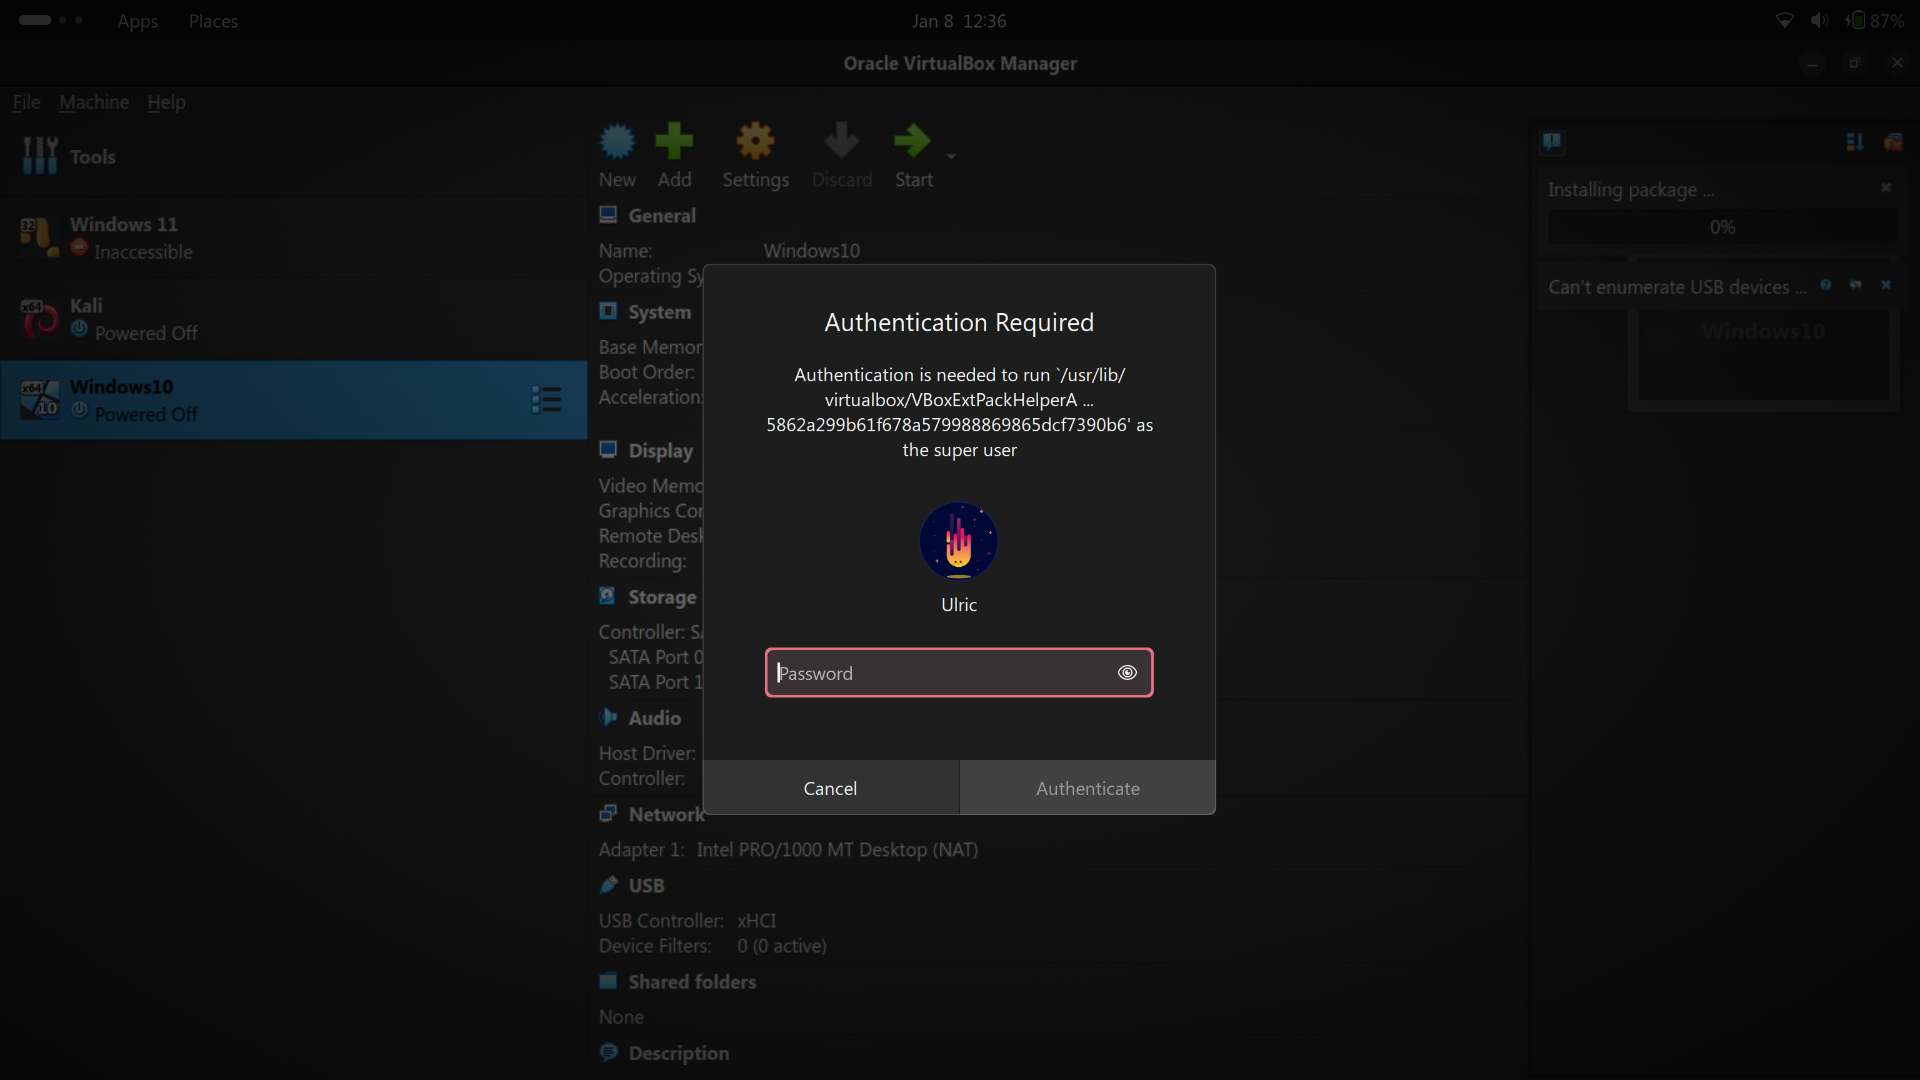 Apps Places Jan 8 12:36 87%
Oracle VirtualBox Manager
File Machine Help
Tools
New Add Settings Discard Start
Windows 11
Inaccessible
x64
Kali
Powered Off
x64
10
Windows10
Powered Off
General
Name: Windows10
Operating Sy
System
Base Memor
Boot Order:
Acceleration:
Display
Video Memo
Graphics Con
Remote Desk
Recording:
Storage
Controller: SA
SATA Port 0
SATA Port 1
Audio
Host Driver:
Controller:
Network
Adapter 1: Intel PRO/1000 MT Desktop (NAT)
USB
USB Controller: xHCI
Device Filters: 0 (0 active)
Shared folders
None
Description
Authentication Required
Authentication is needed to run `/usr/lib/
virtualbox/VBoxExtPackHelperA ...
5862a299b61f678a579988869865dcf7390b6' as
the super user
Ulric
Password
Cancel Authenticate
Installing package ...
0%
Can't enumerate USB devices ...
Windows10